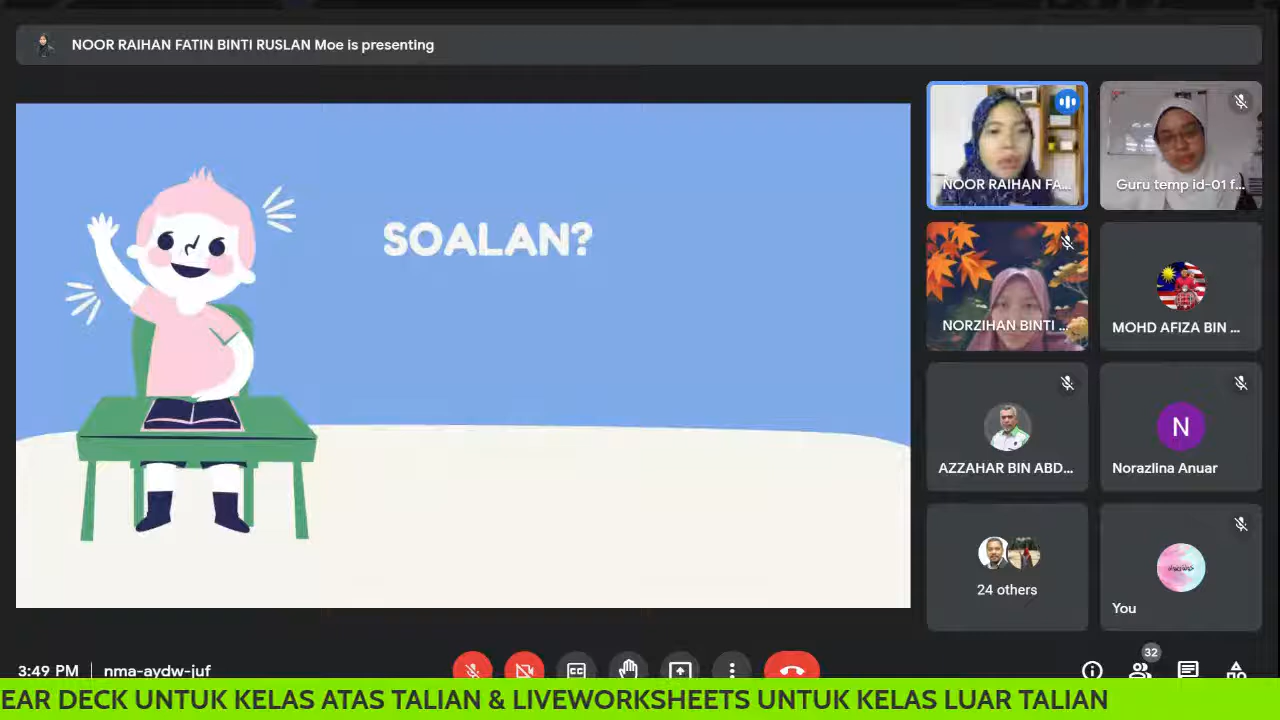 NOOR RAIHAN FATIN BINTI RUSLAN Moe is presenting
SOALAN?
NOOR RAIHAN FA...
Guru temp id-01 f...
NORZIHAN BINTI ...
MOHD AFIZA BIN ...
AZZAHAR BIN ABD...
N
Norazlina Anuar
24 others
You
3:49 PM | nma-aydw-juf
CC
32
EAR DECK UNTUK KELAS ATAS TALIAN & LIVEWORKSHEETS UNTUK KELAS LUAR TALIAN